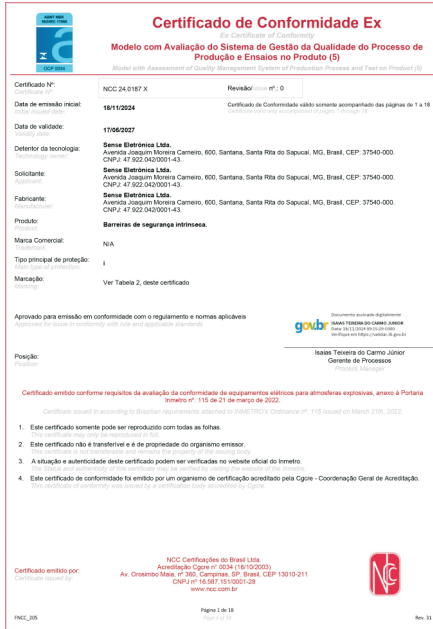 ABNT NBR
ISO/IEC 17065
OCP 0034
Certificado de Conformidade Ex
Ex Certificate of Conformity
Modelo com Avaliação do Sistema de Gestão da Qualidade do Processo de
Produção e Ensaios no Produto (5)
Model with Assessment of Quality Management System of Production Process and Test on Product (5)
Certificado Nº:
Certificate Nº:
NCC 24.0187 X
Revisão/Issue nº.: 0
Data de emissão inicial:
Initial issued date:
18/11/2024
Certificado de Conformidade válido somente acompanhado das páginas de 1 a 18
Certificate valid only accompanied of pages 1 through 18
Data de validade:
Validity date:
17/06/2027
Detentor da tecnologia:
Technology owner:
Sense Eletrônica Ltda.
Avenida Joaquim Moreira Carneiro, 600, Santana, Santa Rita do Sapucaí, MG, Brasil, CEP: 37540-000.
CNPJ: 47.922.042/0001-43.
Solicitante:
Applicant:
Sense Eletrônica Ltda.
Avenida Joaquim Moreira Carneiro, 600, Santana, Santa Rita do Sapucaí, MG, Brasil, CEP: 37540-000.
CNPJ: 47.922.042/0001-43.
Fabricante:
Manufacturer:
Sense Eletrônica Ltda.
Avenida Joaquim Moreira Carneiro, 600, Santana, Santa Rita do Sapucaí, MG, Brasil, CEP: 37540-000.
CNPJ: 47.922.042/0001-43.
Produto:
Product:
Barreiras de segurança intrínseca.
Marca Comercial:
Trademark:
N/A
Tipo principal de proteção:
Main type of protection:
i
Marcação:
Marking:
Ver Tabela 2, deste certificado
Aprovado para emissão em conformidade com o regulamento e normas aplicáveis
Approved for issue in conformity with rule and applicable standards
gov.br
Documento assinado digitalmente
ISAIAS TEIXEIRA DO CARMO JUNIOR
Verifique em https://validar.iti.gov.br
Posição:
Position:
Isaias Teixeira do Carmo Júnior
Gerente de Processos
Process Manager
Certificado emitido conforme requisitos da avaliação da conformidade de equipamentos elétricos para atmosferas explosivas, anexo à Portaria
Inmetro nº. 115 de 21 de março de 2022.
Certificate issued in according to Brazilian requirements attached to INMETRO's Ordinance nº. 115 issued on March 21th, 2022.
1. Este certificado somente pode ser reproduzido com todas as folhas.
This certificate may only be reproduced in full.
2. Este certificado não é transferível e é de propriedade do organismo emissor.
This certificate is not transferable and remains the property of the issuing body.
3. A situação e autenticidade deste certificado podem ser verificadas no website oficial do Inmetro.
The Status and authenticity of this certificate may be verified by visiting the website of the Inmetro.
4. Este certificado de conformidade foi emitido por um organismo de certificação acreditado pela Cgcre - Coordenação Geral de Acreditação.
This certificate of conformity was issued by a certification body accredited by Cgcre.
Certificado emitido por:
Certificate issued by:
NCC Certificações do Brasil Ltda.
Acreditação Cgcre n° 0034 (16/10/2003)
Av. Orosimbo Maia, nº 360, Campinas, SP, Brasil, CEP 13010-211
CNPJ nº 16.587.151/0001-28
www.ncc.com.br
NCC
FNCC_205
Página 1 de 18
Page 1 of 18
Rev. 31